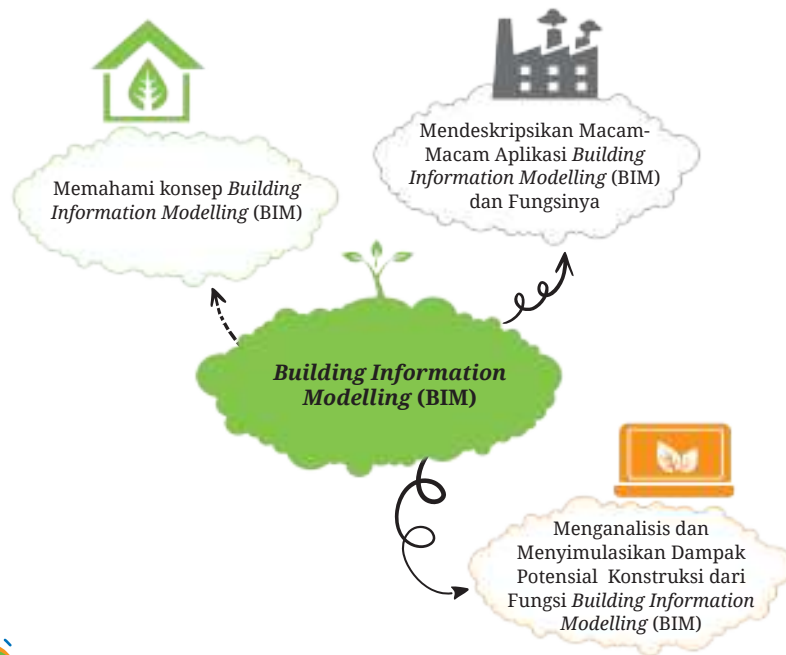 Memahami konsep Building
Information Modelling (BIM)
Mendeskripsikan Macam-
Macam Aplikasi Building
Information Modelling (BIM)
dan Fungsinya
Building Information
Modelling (BIM)
Menganalisis dan
Menyimulasikan Dampak
Potensial Konstruksi dari
Fungsi Building Information
Modelling (BIM)